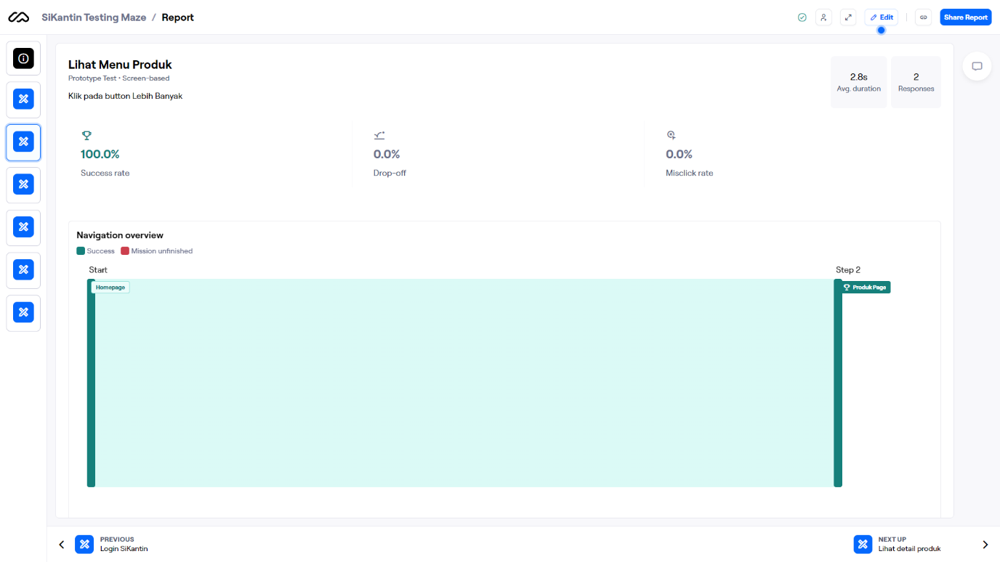 SiKantin Testing Maze / Report
Edit
Share Report
Lihat Menu Produk
Prototype Test • Screen-based
Klik pada button Lebih Banyak
2.8s
Avg. duration
2
Responses
100.0%
Success rate
0.0%
Drop-off
0.0%
Misclick rate
Navigation overview
Success
Mission unfinished
Start
Step 2
Homepage
Produk Page
PREVIOUS
Login SiKantin
NEXT UP
Lihat detail produk